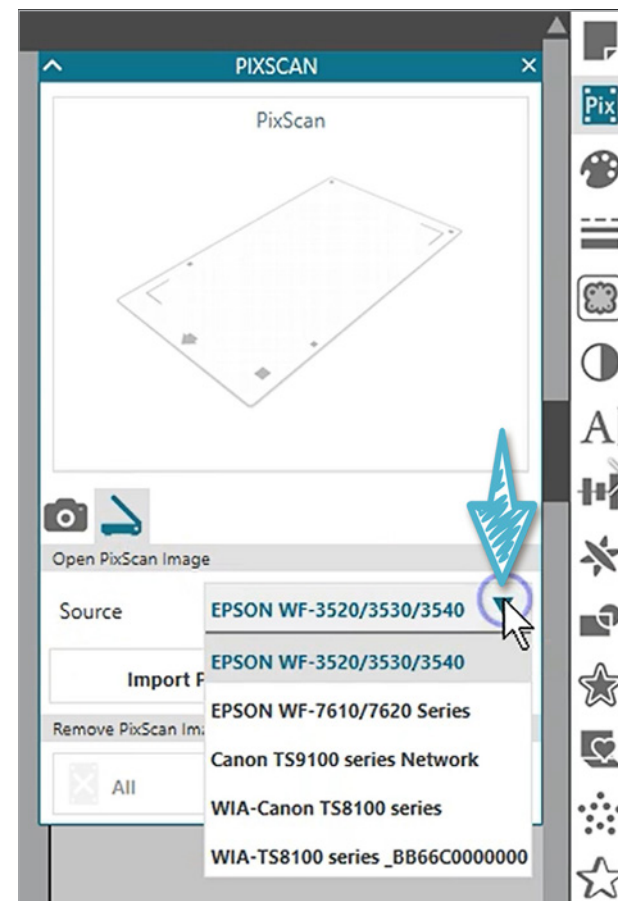 PIXSCAN
PixScan
Pix
A
Open PixScan Image
Source
EPSON WF-3520/3530/3540
EPSON WF-3520/3530/3540
Import P
EPSON WF-7610/7620 Series
Remove PixScan Im
Canon TS9100 series Network
All
WIA-Canon TS8100 series
WIA-TS8100 series _BB66C0000000